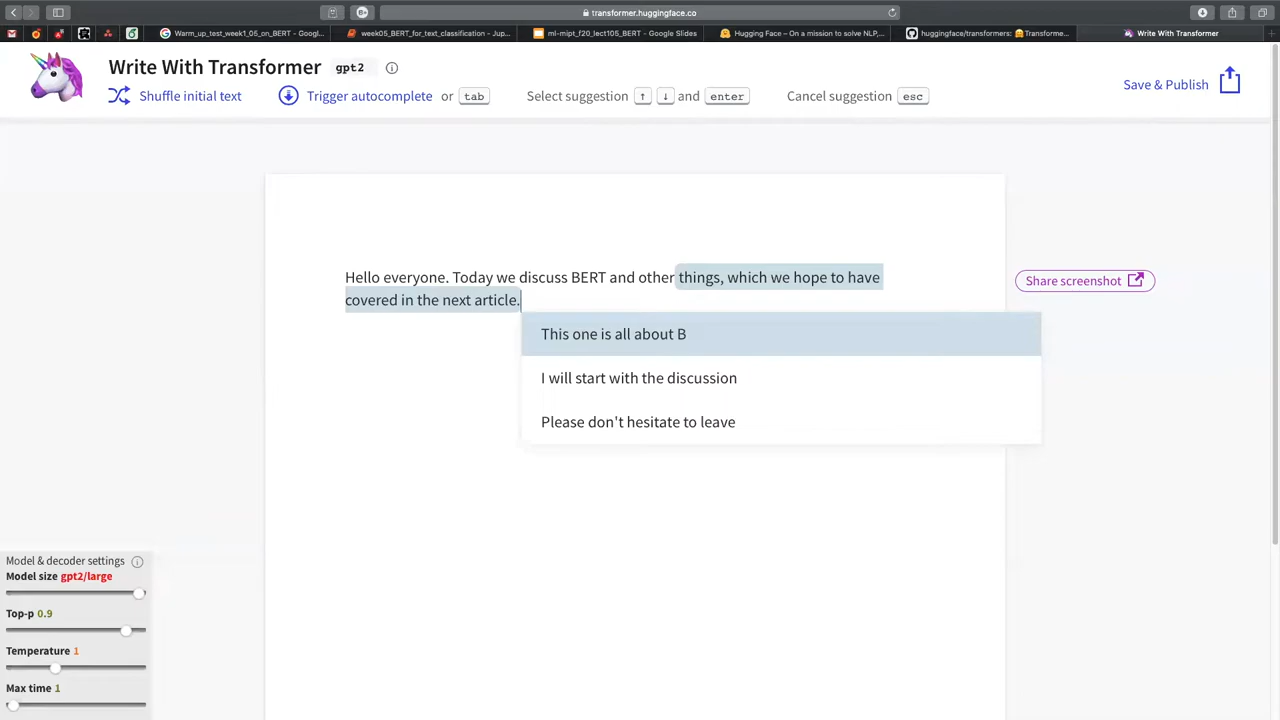 transformer.huggingface.co
Warm_up_test_week1_05_on_BERT - Googl...
week05_BERT_for_text_classification - Jup...
ml-mipt_f20_lect105_BERT - Google Slides
Hugging Face – On a mission to solve NLP,...
huggingface/transformers: 🤗Transforme...
Write With Transformer
Write With Transformer gpt2
Shuffle initial text
Trigger autocomplete or tab
Select suggestion ↑ ↓ and enter
Cancel suggestion esc
Save & Publish
Hello everyone. Today we discuss BERT and other things, which we hope to have
covered in the next article.
Share screenshot
This one is all about B
I will start with the discussion
Please don't hesitate to leave
Model & decoder settings
Model size gpt2/large
Top-p 0.9
Temperature 1
Max time 1